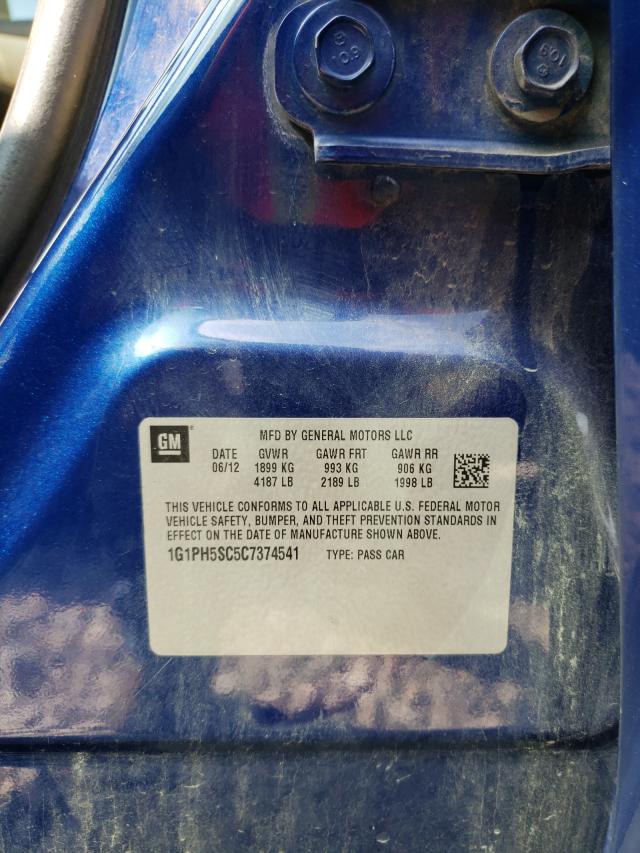 GM ® MFD BY GENERAL MOTORS LLC
DATE GVWR GAWR FRT GAWR RR
06/12 1899 KG 993 KG 906 KG
4187 LB 2189 LB 1998 LB
THIS VEHICLE CONFORMS TO ALL APPLICABLE U.S. FEDERAL MOTOR
VEHICLE SAFETY, BUMPER, AND THEFT PREVENTION STANDARDS IN
EFFECT ON THE DATE OF MANUFACTURE SHOWN ABOVE.
1G1PH5SC5C7374541 TYPE: PASS CAR